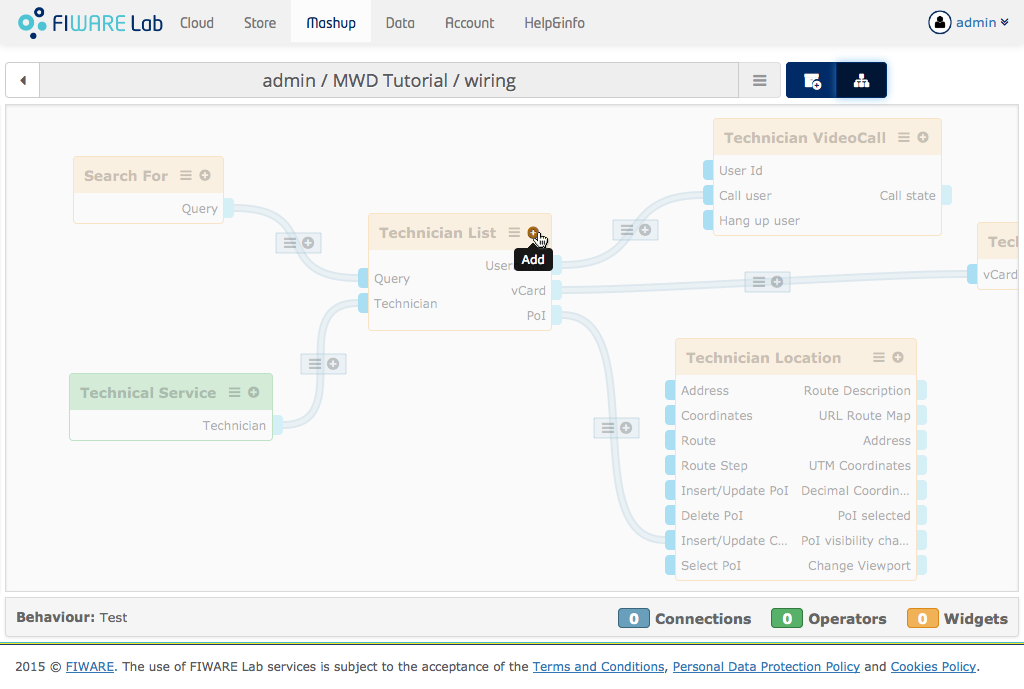 FIWARE Lab Cloud Store Mashup Data Account Help&info admin
admin / MWD Tutorial / wiring
Technician VideoCall
User Id
Call user Call state
Hang up user
Search For
Query
Technician List
Add
User
Query
vCard
Technician
PoI
vCard
Technical Service
Technician
Technician Location
Address Route Description
Coordinates URL Route Map
Route Address
Route Step UTM Coordinates
Insert/Update PoI Decimal Coordin...
Delete PoI PoI selected
Insert/Update C... PoI visibility cha...
Select PoI Change Viewport
Behaviour: Test 0 Connections 0 Operators 0 Widgets
2015 © FIWARE. The use of FIWARE Lab services is subject to the acceptance of the Terms and Conditions, Personal Data Protection Policy and Cookies Policy.